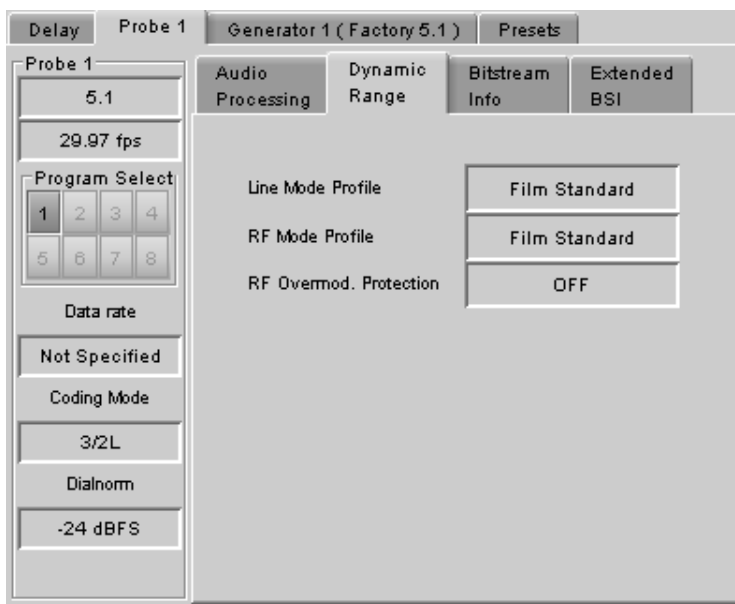 Delay
Probe 1
Generator 1 ( Factory 5.1 )
Presets
Probe 1
5.1
29.97 fps
Program Select
1 2 3 4
5 6 7 8
Data rate
Not Specified
Coding Mode
3/2L
Dialnorm
-24 dBFS
Audio
Processing
Dynamic
Range
Bitstream
Info
Extended
BSI
Line Mode Profile
Film Standard
RF Mode Profile
Film Standard
RF Overmod. Protection
OFF